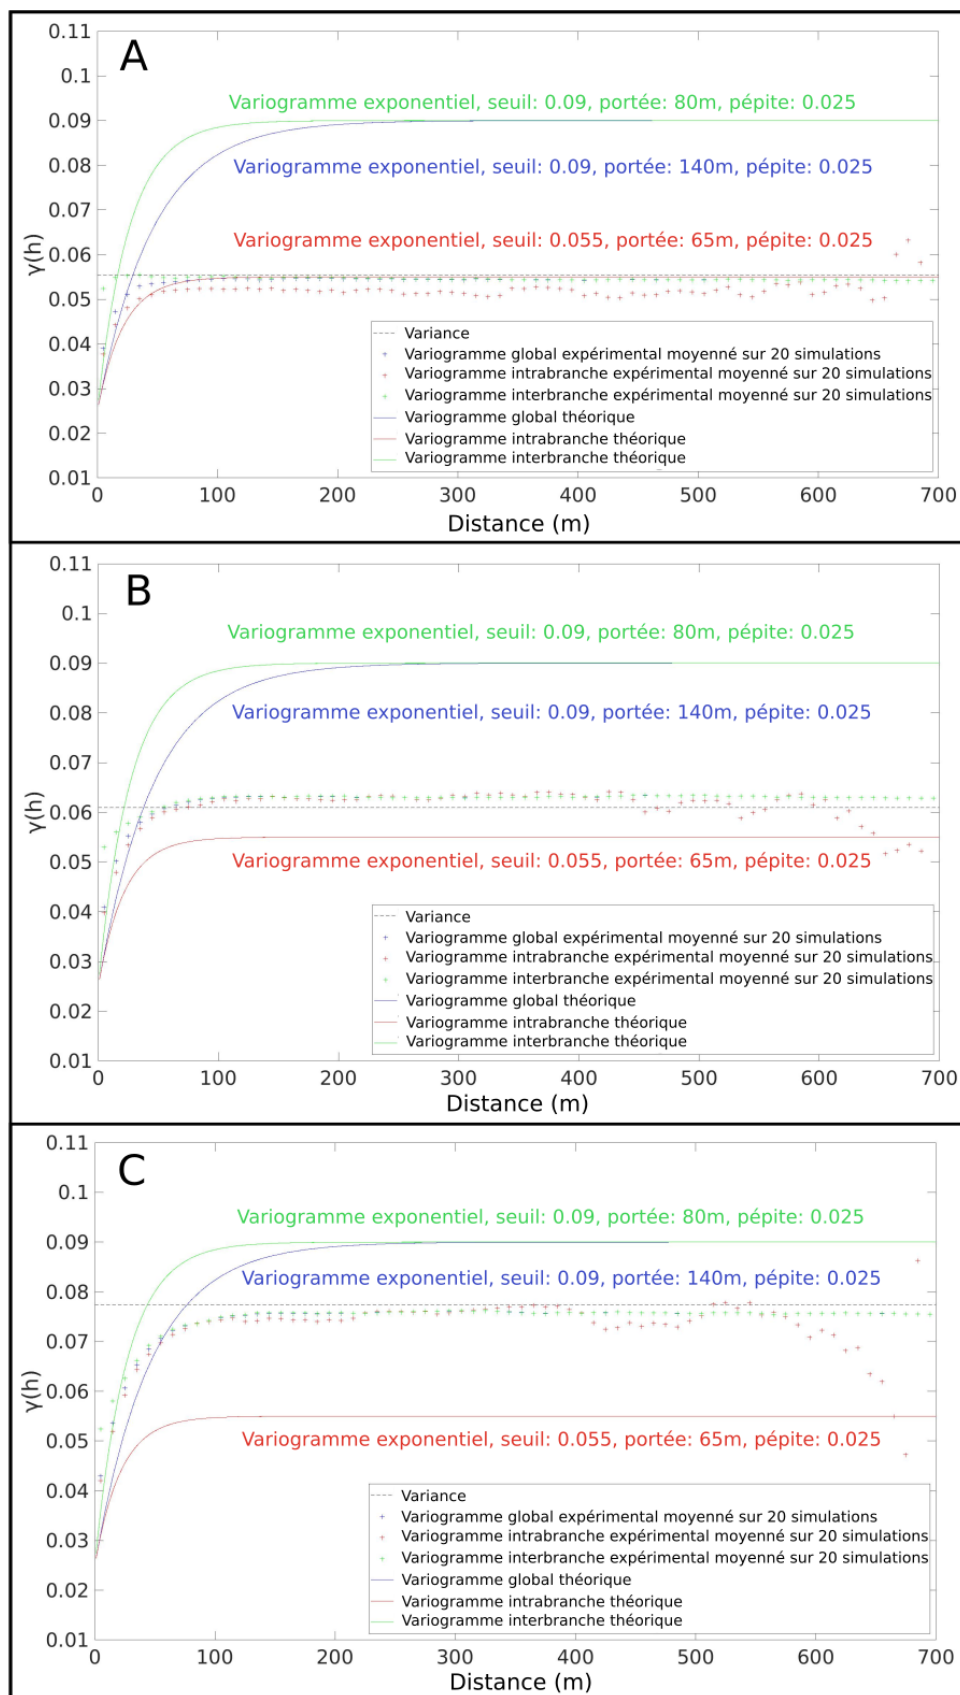 A
0.11
0.1
0.09
0.08
0.07
0.06
0.05
0.04
0.03
0.02
0.01
γ(h)
Variogramme exponentiel, seuil: 0.09, portée: 80m, pépite: 0.025
Variogramme exponentiel, seuil: 0.09, portée: 140m, pépite: 0.025
Variogramme exponentiel, seuil: 0.055, portée: 65m, pépite: 0.025
Variance
Variogramme global expérimental moyenné sur 20 simulations
Variogramme intrabranche expérimental moyenné sur 20 simulations
Variogramme interbranche expérimental moyenné sur 20 simulations
Variogramme global théorique
Variogramme intrabranche théorique
Variogramme interbranche théorique
0 100 200 300 400 500 600 700
Distance (m)
B
0.11
0.1
0.09
0.08
0.07
0.06
0.05
0.04
0.03
0.02
0.01
γ(h)
Variogramme exponentiel, seuil: 0.09, portée: 80m, pépite: 0.025
Variogramme exponentiel, seuil: 0.09, portée: 140m, pépite: 0.025
Variogramme exponentiel, seuil: 0.055, portée: 65m, pépite: 0.025
Variance
Variogramme global expérimental moyenné sur 20 simulations
Variogramme intrabranche expérimental moyenné sur 20 simulations
Variogramme interbranche expérimental moyenné sur 20 simulations
Variogramme global théorique
Variogramme intrabranche théorique
Variogramme interbranche théorique
0 100 200 300 400 500 600 700
Distance (m)
C
0.11
0.1
0.09
0.08
0.07
0.06
0.05
0.04
0.03
0.02
0.01
γ(h)
Variogramme exponentiel, seuil: 0.09, portée: 80m, pépite: 0.025
Variogramme exponentiel, seuil: 0.09, portée: 140m, pépite: 0.025
Variogramme exponentiel, seuil: 0.055, portée: 65m, pépite: 0.025
Variance
Variogramme global expérimental moyenné sur 20 simulations
Variogramme intrabranche expérimental moyenné sur 20 simulations
Variogramme interbranche expérimental moyenné sur 20 simulations
Variogramme global théorique
Variogramme intrabranche théorique
Variogramme interbranche théorique
0 100 200 300 400 500 600 700
Distance (m)